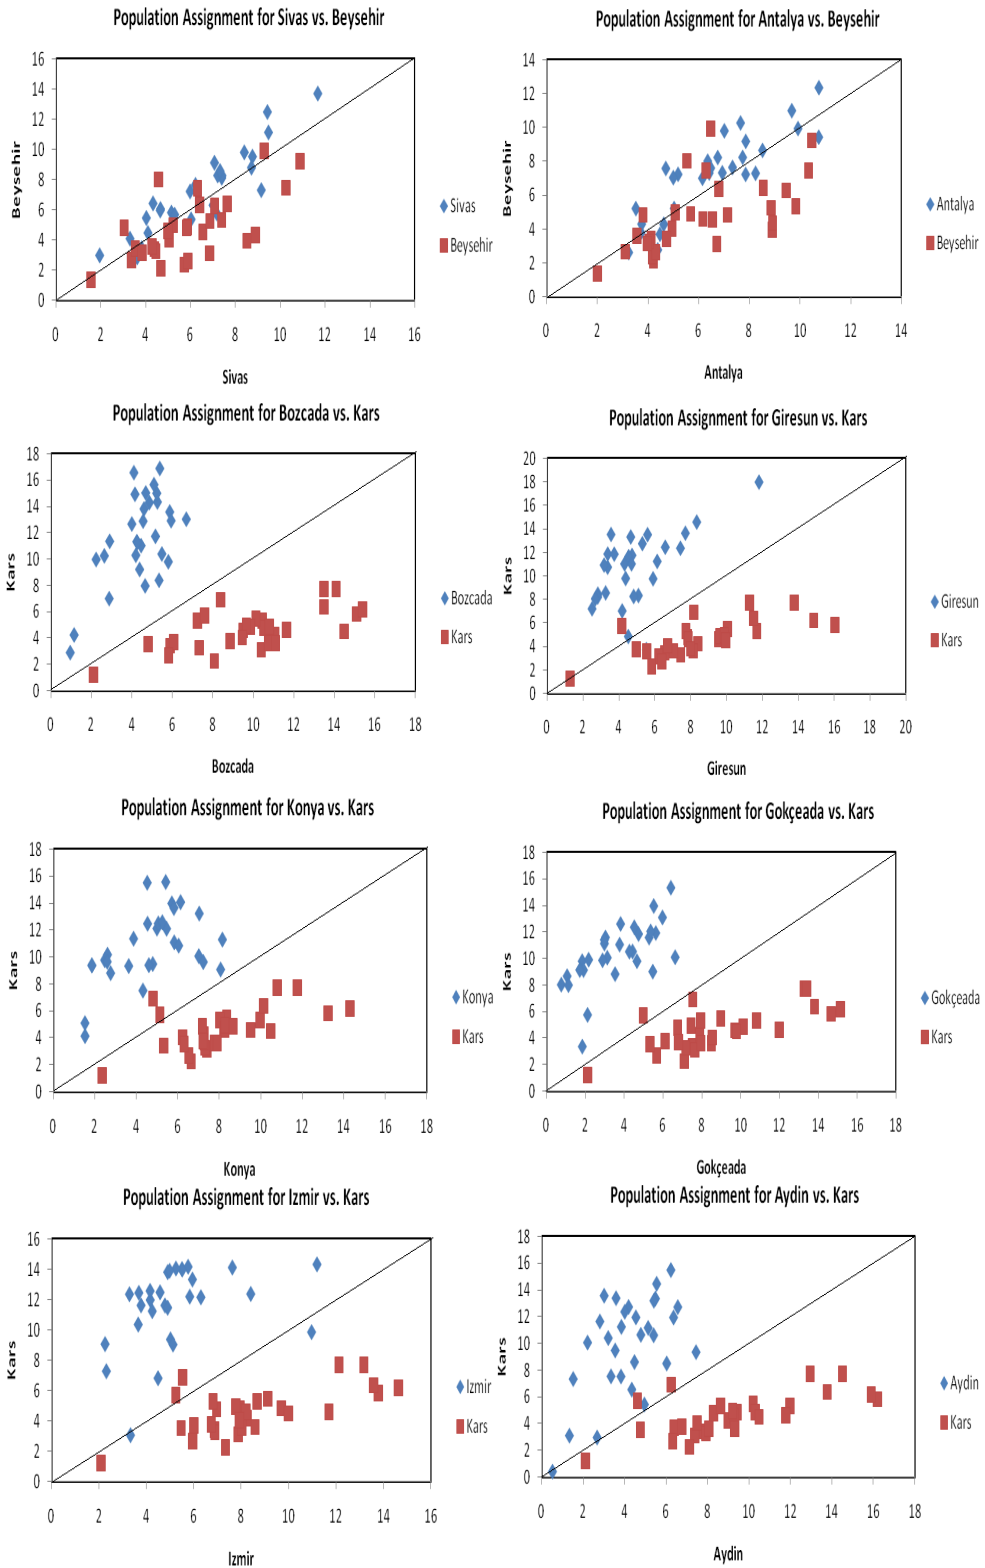 Population Assignment for Sivas vs. Beysehir
16
14
12
10
8
6
4
2
0
Beysehir
0 2 4 6 8 10 12 14 16
Sivas
Sivas
Beysehir
Population Assignment for Antalya vs. Beysehir
14
12
10
8
6
4
2
0
Beysehir
0 2 4 6 8 10 12 14
Antalya
Antalya
Beysehir
Population Assignment for Bozcada vs. Kars
18
16
14
12
10
8
6
4
2
0
Kars
0 2 4 6 8 10 12 14 16 18
Bozcada
Bozcada
Kars
Population Assignment for Giresun vs. Kars
20
18
16
14
12
10
8
6
4
2
0
Kars
0 2 4 6 8 10 12 14 16 18 20
Giresun
Giresun
Kars
Population Assignment for Konya vs. Kars
18
16
14
12
10
8
6
4
2
0
Kars
0 2 4 6 8 10 12 14 16 18
Konya
Konya
Kars
Population Assignment for Gokçeada vs. Kars
18
16
14
12
10
8
6
4
2
0
Kars
0 2 4 6 8 10 12 14 16 18
Gokçeada
Gokçeada
Kars
Population Assignment for Izmir vs. Kars
16
14
12
10
8
6
4
2
0
Kars
0 2 4 6 8 10 12 14 16
Izmir
Izmir
Kars
Population Assignment for Aydin vs. Kars
18
16
14
12
10
8
6
4
2
0
Kars
0 2 4 6 8 10 12 14 16 18
Aydin
Aydin
Kars